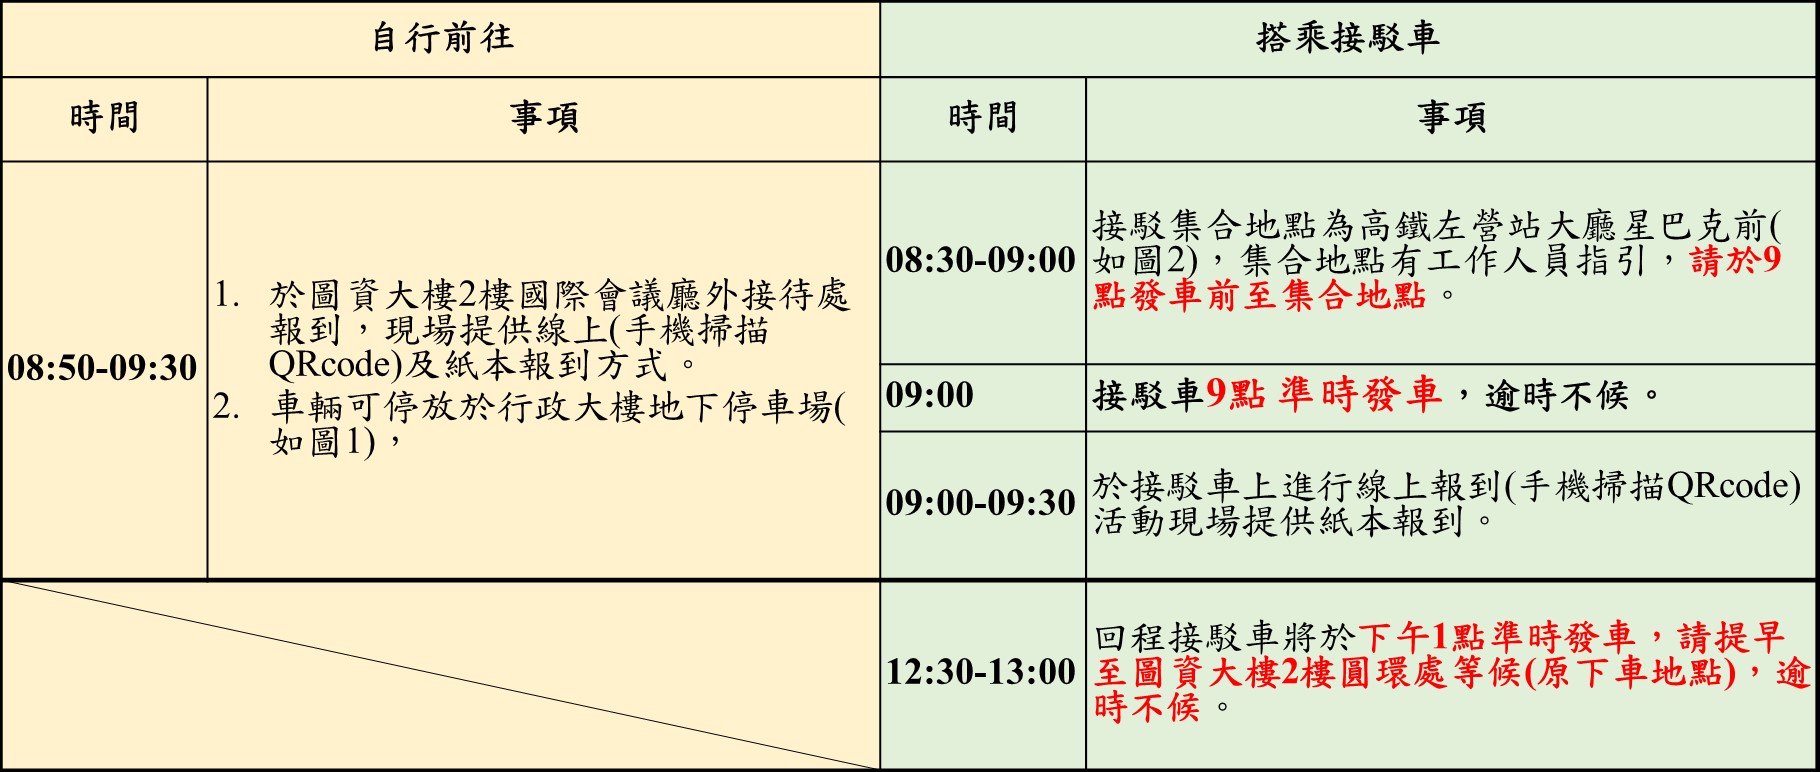 自行前往
搭乘接駁車
時間
事項
時間
事項
08:50-09:30
1. 於圖資大樓2樓國際會議廳外接待處
報到，現場提供線上(手機掃描
QRcode)及紙本報到方式。
2. 車輛可停放於行政大樓地下停車場(
如圖1)，
08:30-09:00
接駁集合地點為高鐵左營站大廳星巴克前(
如圖2)，集合地點有工作人員指引，請於9
點發車前至集合地點。
09:00
接駁車9點 準時發車，逾時不候。
09:00-09:30
於接駁車上進行線上報到(手機掃描QRcode)
活動現場提供紙本報到。
12:30-13:00
回程接駁車將於下午1點準時發車，請提早
至圖資大樓2樓圓環處等候(原下車地點)，逾
時不候。